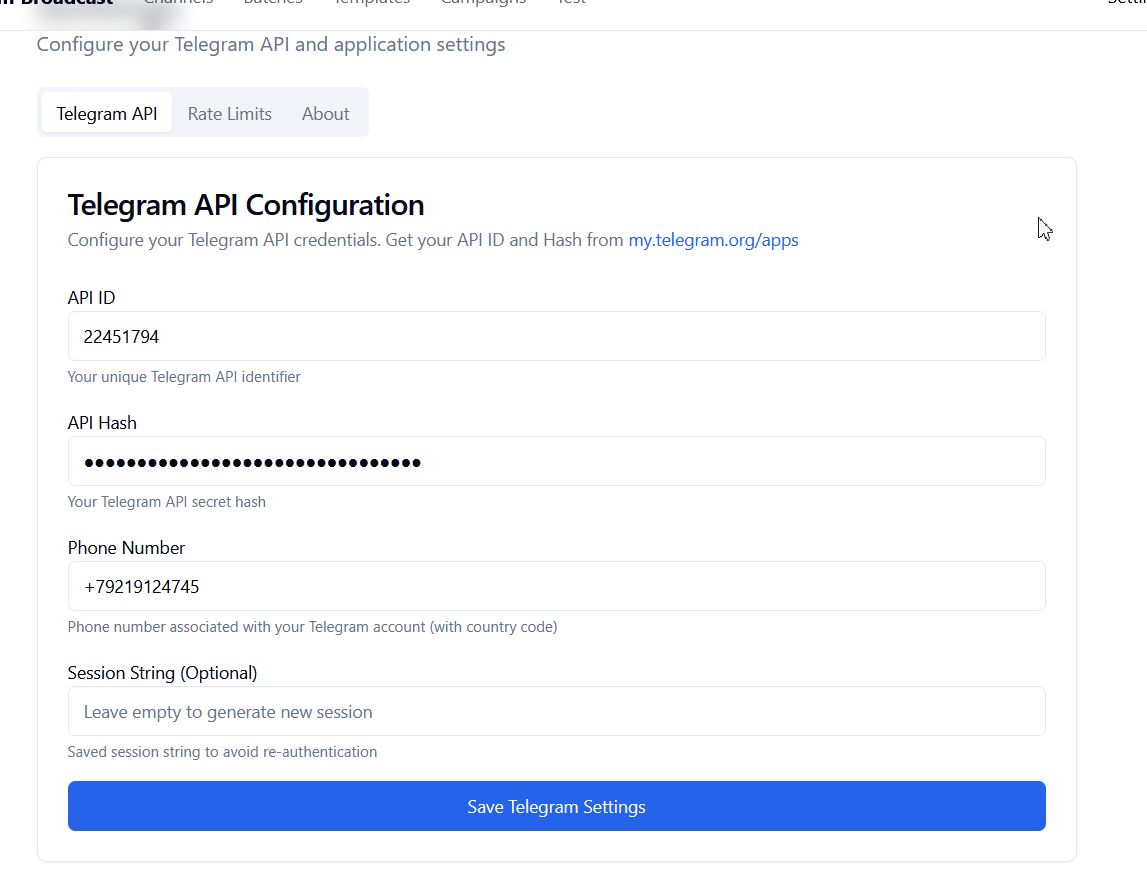 Broadcast Channels Batches Templates Campaigns Test
Configure your Telegram API and application settings
Telegram API Rate Limits About
Telegram API Configuration
Configure your Telegram API credentials. Get your API ID and Hash from my.telegram.org/apps
API ID
22451794
Your unique Telegram API identifier
API Hash
••••••••••••••••••••••••••••••••
Your Telegram API secret hash
Phone Number
+79219124745
Phone number associated with your Telegram account (with country code)
Session String (Optional)
Leave empty to generate new session
Saved session string to avoid re-authentication
Save Telegram Settings